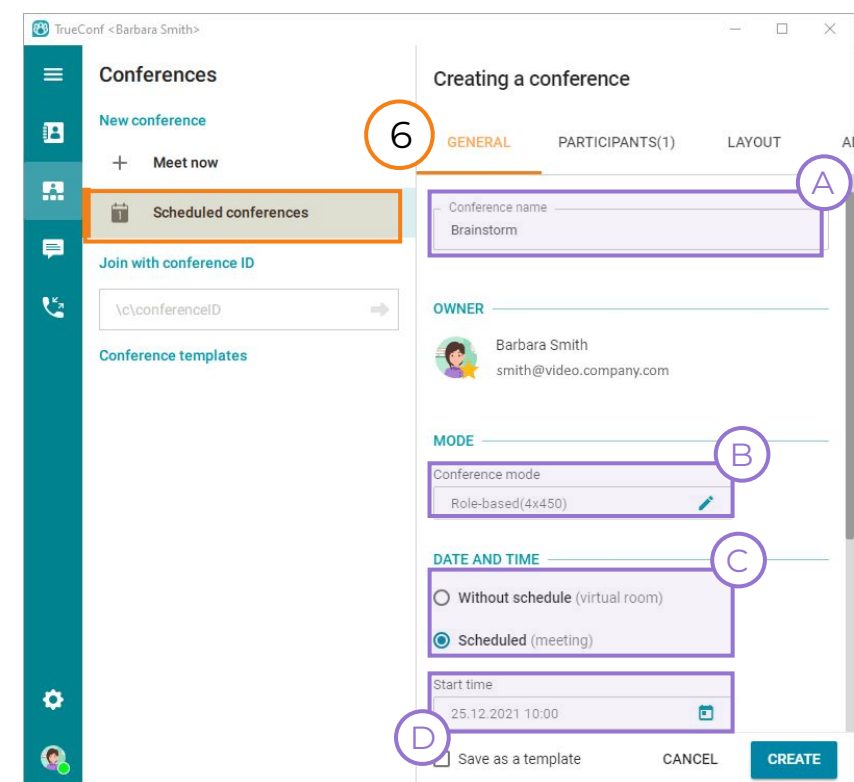 TrueConf <Barbara Smith>
Conferences
New conference
Meet now
1
Scheduled conferences
Join with conference ID
\c\conferenceID
Conference templates
6
Creating a conference
GENERAL PARTICIPANTS(1) LAYOUT
A
Conference name
Brainstorm
OWNER
Barbara Smith
smith@video.company.com
MODE
B
Conference mode
Role-based(4x450)
DATE AND TIME
C
Without schedule (virtual room)
Scheduled (meeting)
Start time
25.12.2021 10:00
D
Save as a template CANCEL CREATE